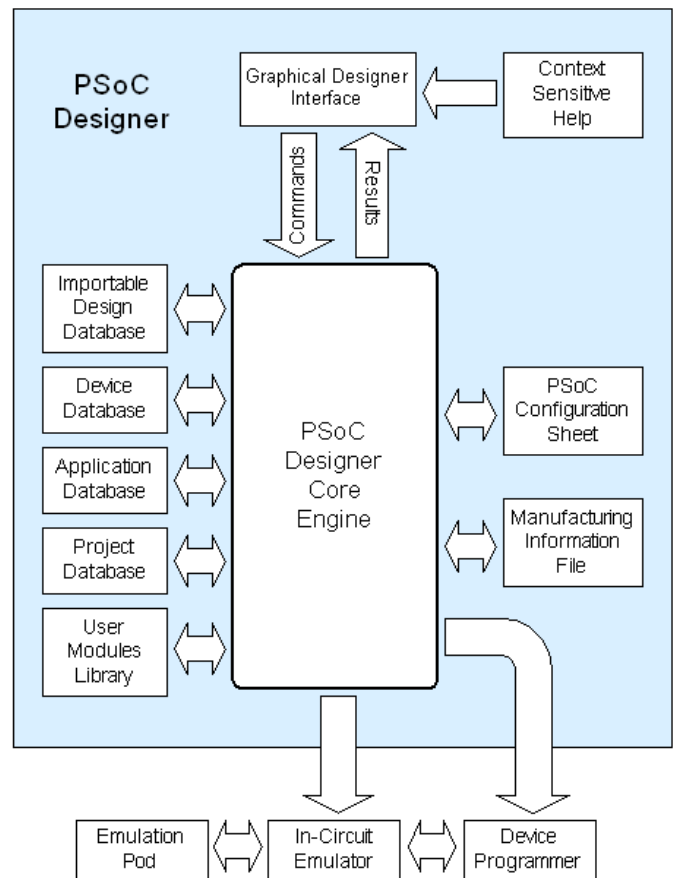 PSoC
Designer
Graphical Designer
Interface
Context
Sensitive
Help
Commands
Results
Importable
Design
Database
Device
Database
Application
Database
Project
Database
User
Modules
Library
PSoC
Designer
Core
Engine
PSoC
Configuration
Sheet
Manufacturing
Information
File
Emulation
Pod
In-Circuit
Emulator
Device
Programmer